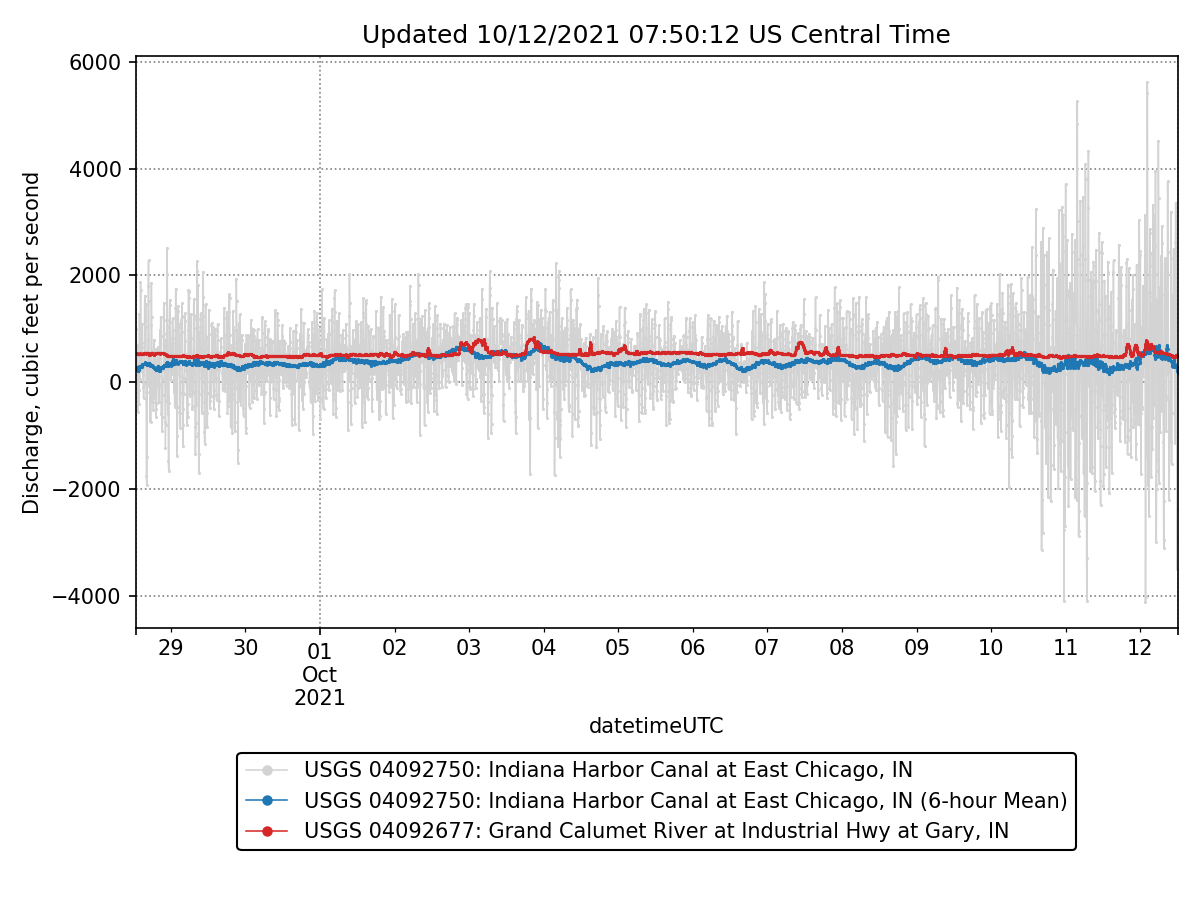 Updated 10/12/2021 07:50:12 US Central Time
6000
4000
2000
0
−2000
−4000
Discharge, cubic feet per second
29 30 01 02 03 04 05 06 07 08 09 10 11 12
Oct
2021
datetimeUTC
USGS 04092750: Indiana Harbor Canal at East Chicago, IN
USGS 04092750: Indiana Harbor Canal at East Chicago, IN (6-hour Mean)
USGS 04092677: Grand Calumet River at Industrial Hwy at Gary, IN